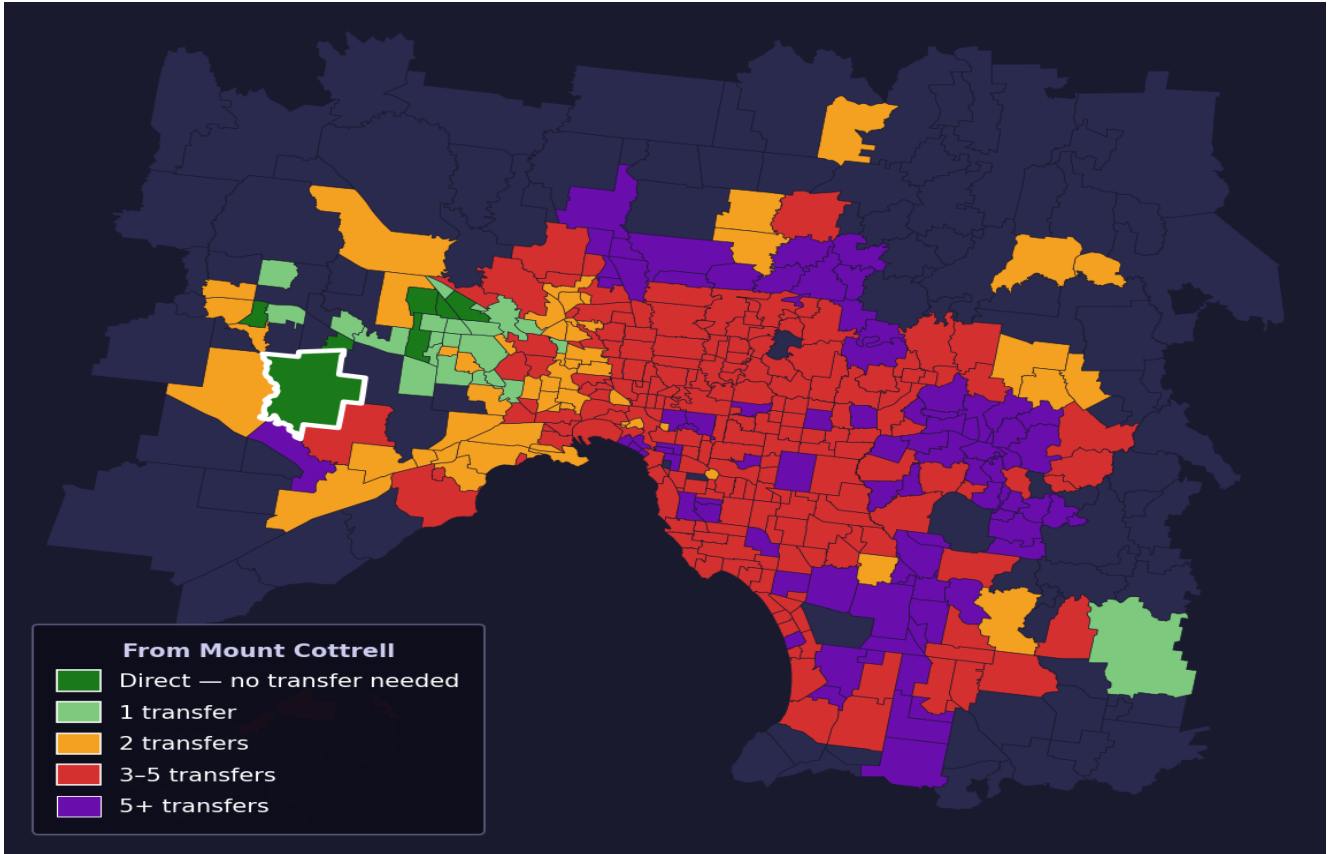 From Mount Cottrell
Direct — no transfer needed
1 transfer
2 transfers
3–5 transfers
5+ transfers